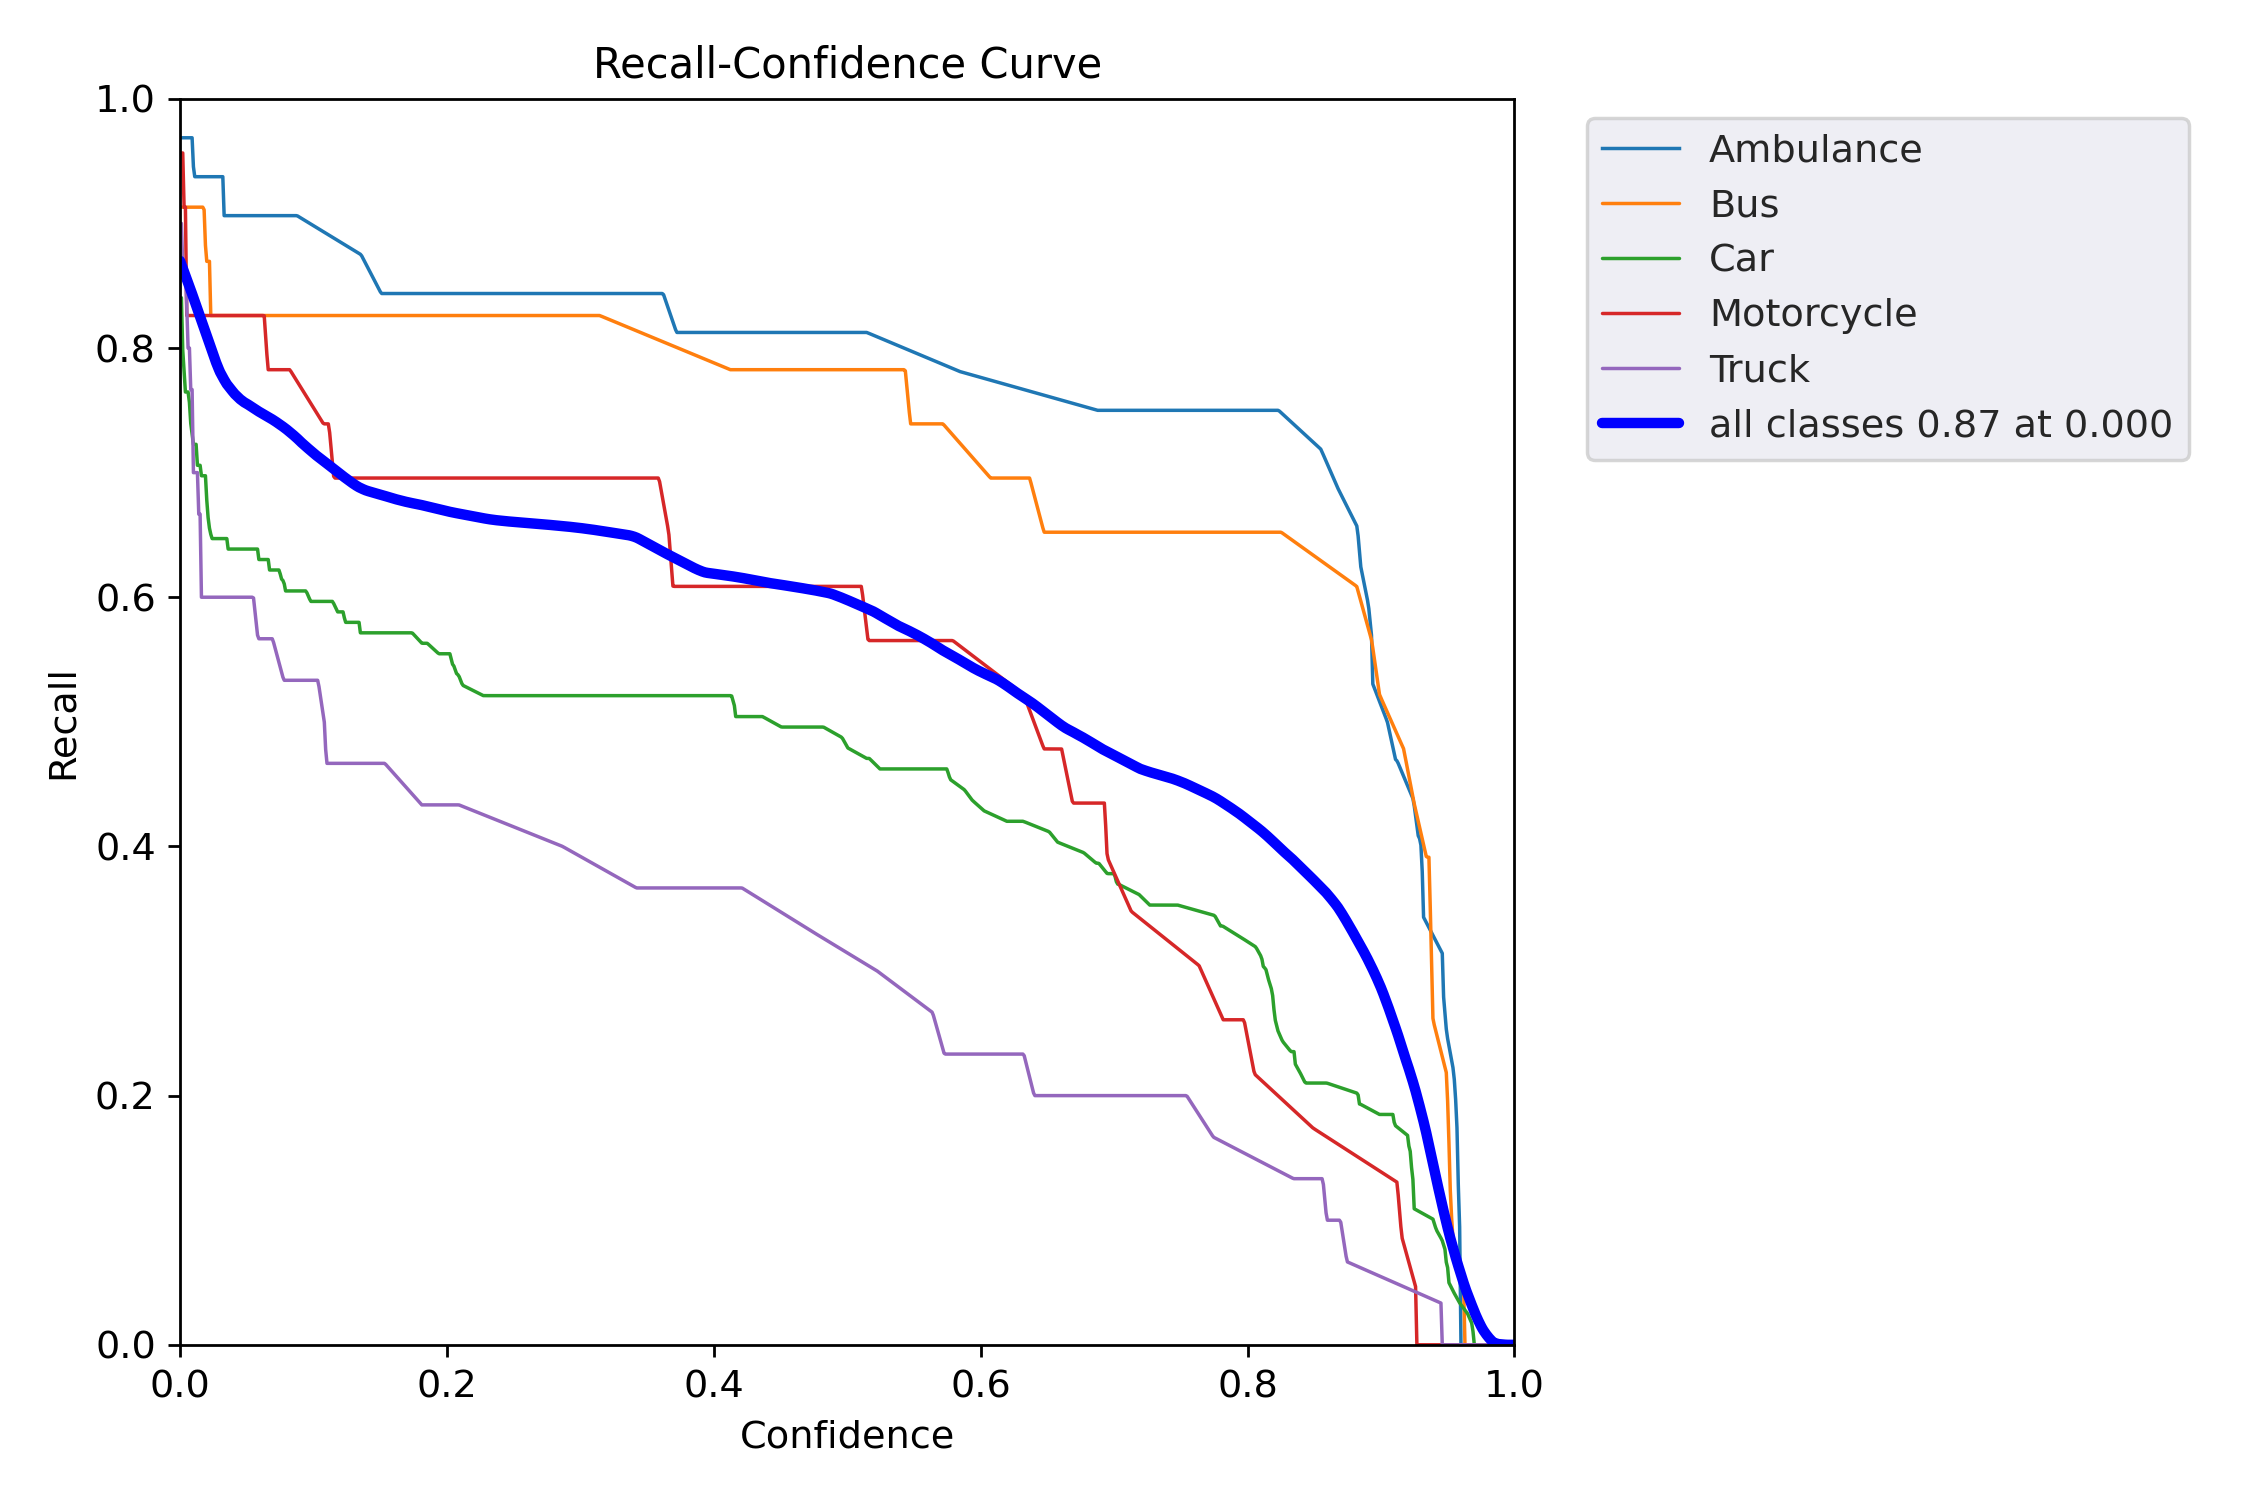 Recall-Confidence Curve
1.0
0.8
0.6
0.4
0.2
0.0
Recall
0.0 0.2 0.4 0.6 0.8 1.0
Confidence
Ambulance
Bus
Car
Motorcycle
Truck
all classes 0.87 at 0.000